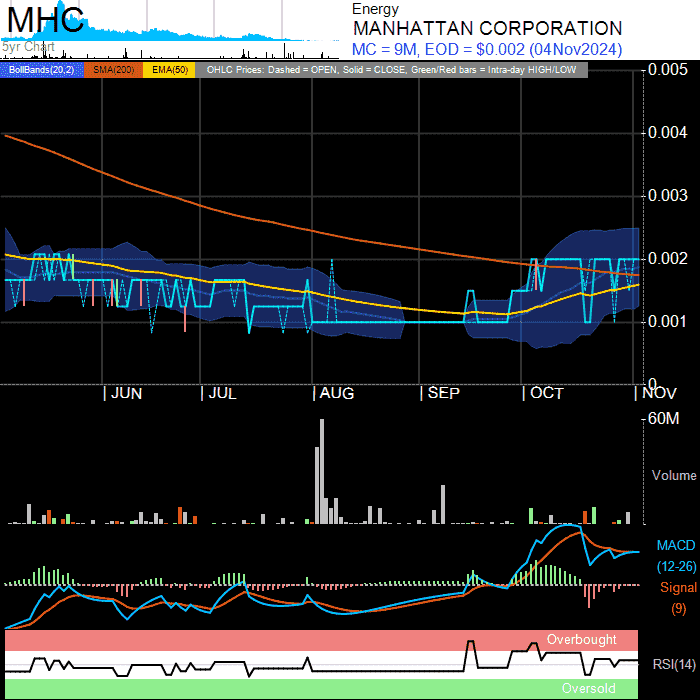 MHC
Energy
MANHATTAN CORPORATION
MC = 9M, EOD = $0.002 (04Nov2024)
5yr Chart
BollBands(20,2) SMA(200) EMA(50) OHLC Prices: Dashed = OPEN, Solid = CLOSE, Green/Red bars = Intra-day HIGH/LOW
0.005
0.004
0.003
0.002
0.001
0
JUN JUL AUG SEP OCT NOV
60M
Volume
MACD
(12-26)
Signal
(9)
Overbought
RSI(14)
Oversold